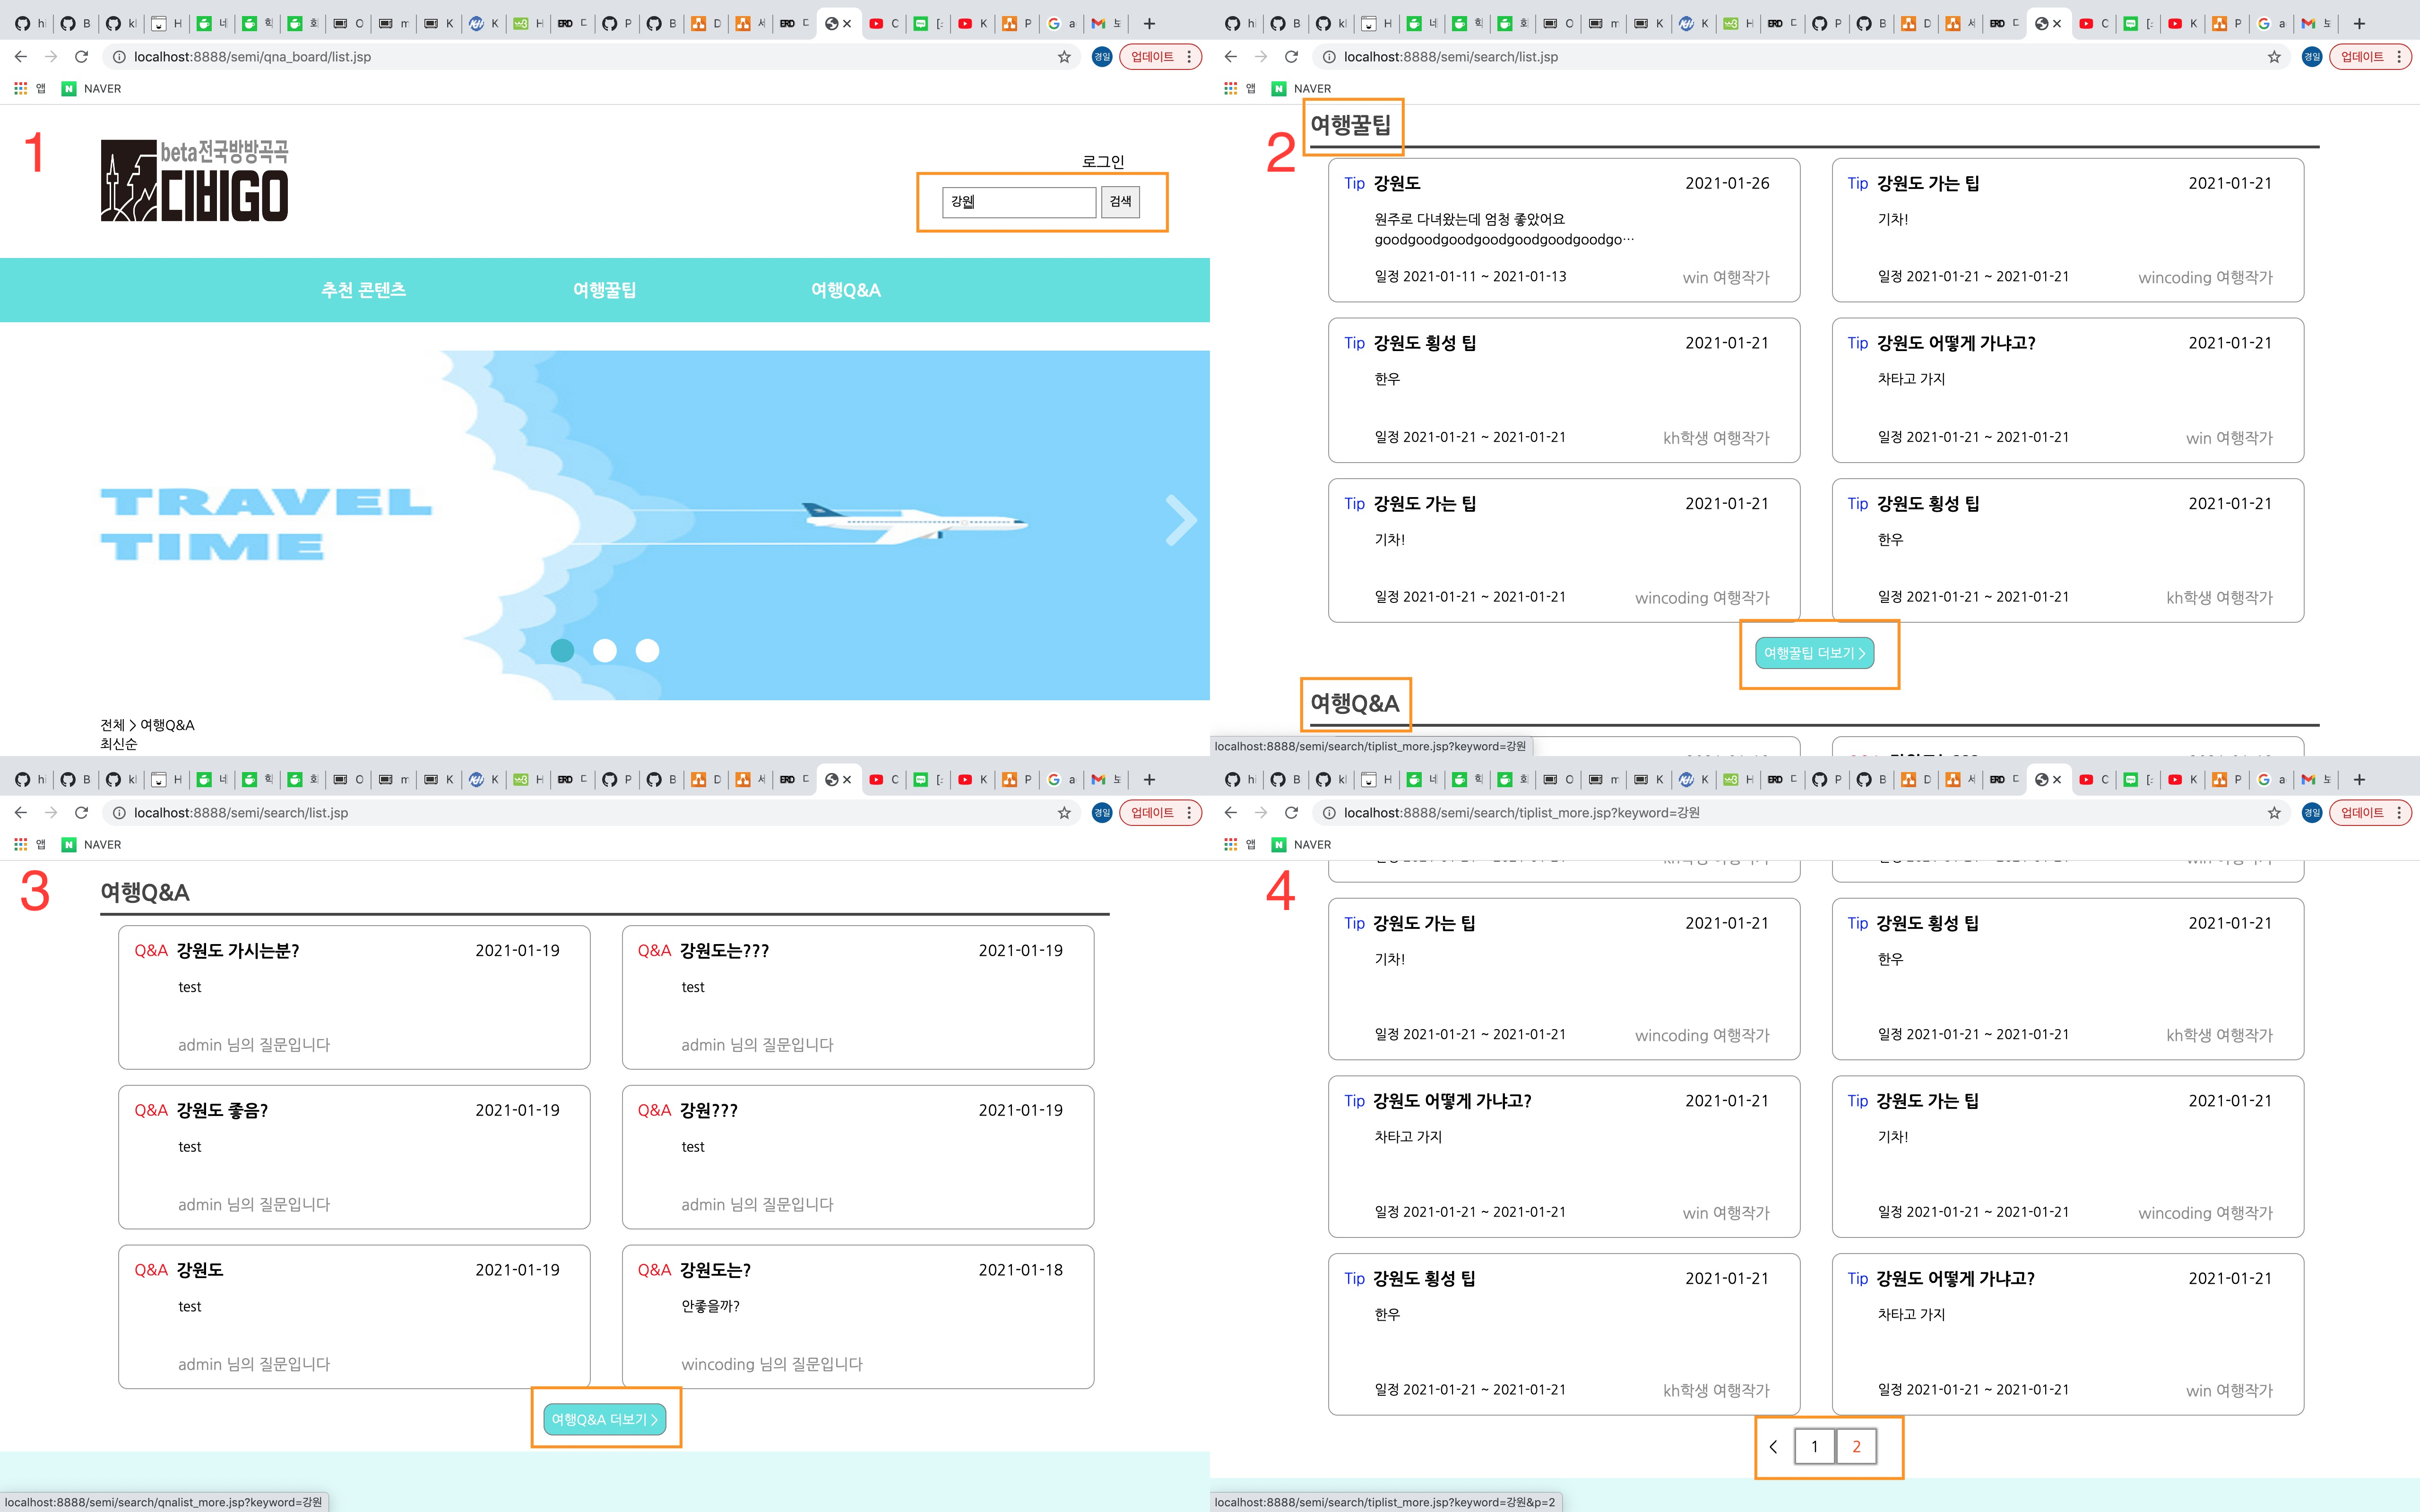 localhost:8888/semi/qna_board/list.jsp
경일
업데이트
앱
NAVER
1
beta전국방방곡곡
로그인
강원
검색
추천 콘텐츠
여행꿀팁
여행Q&A
TRAVEL
TIME
전체 > 여행Q&A
최신순
localhost:8888/semi/search/list.jsp
경일
업데이트
앱
NAVER
2
여행꿀팁
Tip 강원도 2021-01-26
원주로 다녀왔는데 엄청 좋았어요
goodgoodgoodgoodgoodgoodgoodgo…
일정 2021-01-11 ~ 2021-01-13 win 여행작가
Tip 강원도 가는 팁 2021-01-21
기차!
일정 2021-01-21 ~ 2021-01-21 wincoding 여행작가
Tip 강원도 횡성 팁 2021-01-21
한우
일정 2021-01-21 ~ 2021-01-21 kh학생 여행작가
Tip 강원도 어떻게 가냐고? 2021-01-21
차타고 가지
일정 2021-01-21 ~ 2021-01-21 win 여행작가
Tip 강원도 가는 팁 2021-01-21
기차!
일정 2021-01-21 ~ 2021-01-21 wincoding 여행작가
Tip 강원도 횡성 팁 2021-01-21
한우
일정 2021-01-21 ~ 2021-01-21 kh학생 여행작가
여행꿀팁 더보기 >
여행Q&A
localhost:8888/semi/search/tiplist_more.jsp?keyword=강원
localhost:8888/semi/search/list.jsp
경일
업데이트
앱
NAVER
3
여행Q&A
Q&A 강원도 가시는분? 2021-01-19
test
admin 님의 질문입니다
Q&A 강원도는??? 2021-01-19
test
admin 님의 질문입니다
Q&A 강원도 좋음? 2021-01-19
test
admin 님의 질문입니다
Q&A 강원??? 2021-01-19
test
admin 님의 질문입니다
Q&A 강원도 2021-01-19
test
admin 님의 질문입니다
Q&A 강원도는? 2021-01-18
안좋을까?
wincoding 님의 질문입니다
여행Q&A 더보기 >
localhost:8888/semi/search/qnalist_more.jsp?keyword=강원
localhost:8888/semi/search/tiplist_more.jsp?keyword=강원
경일
업데이트
앱
NAVER
4
Tip 강원도 가는 팁 2021-01-21
기차!
일정 2021-01-21 ~ 2021-01-21 wincoding 여행작가
Tip 강원도 횡성 팁 2021-01-21
한우
일정 2021-01-21 ~ 2021-01-21 kh학생 여행작가
Tip 강원도 어떻게 가냐고? 2021-01-21
차타고 가지
일정 2021-01-21 ~ 2021-01-21 win 여행작가
Tip 강원도 가는 팁 2021-01-21
기차!
일정 2021-01-21 ~ 2021-01-21 wincoding 여행작가
Tip 강원도 횡성 팁 2021-01-21
한우
일정 2021-01-21 ~ 2021-01-21 kh학생 여행작가
Tip 강원도 어떻게 가냐고? 2021-01-21
차타고 가지
일정 2021-01-21 ~ 2021-01-21 win 여행작가
< 1 2
localhost:8888/semi/search/tiplist_more.jsp?keyword=강원&p=2